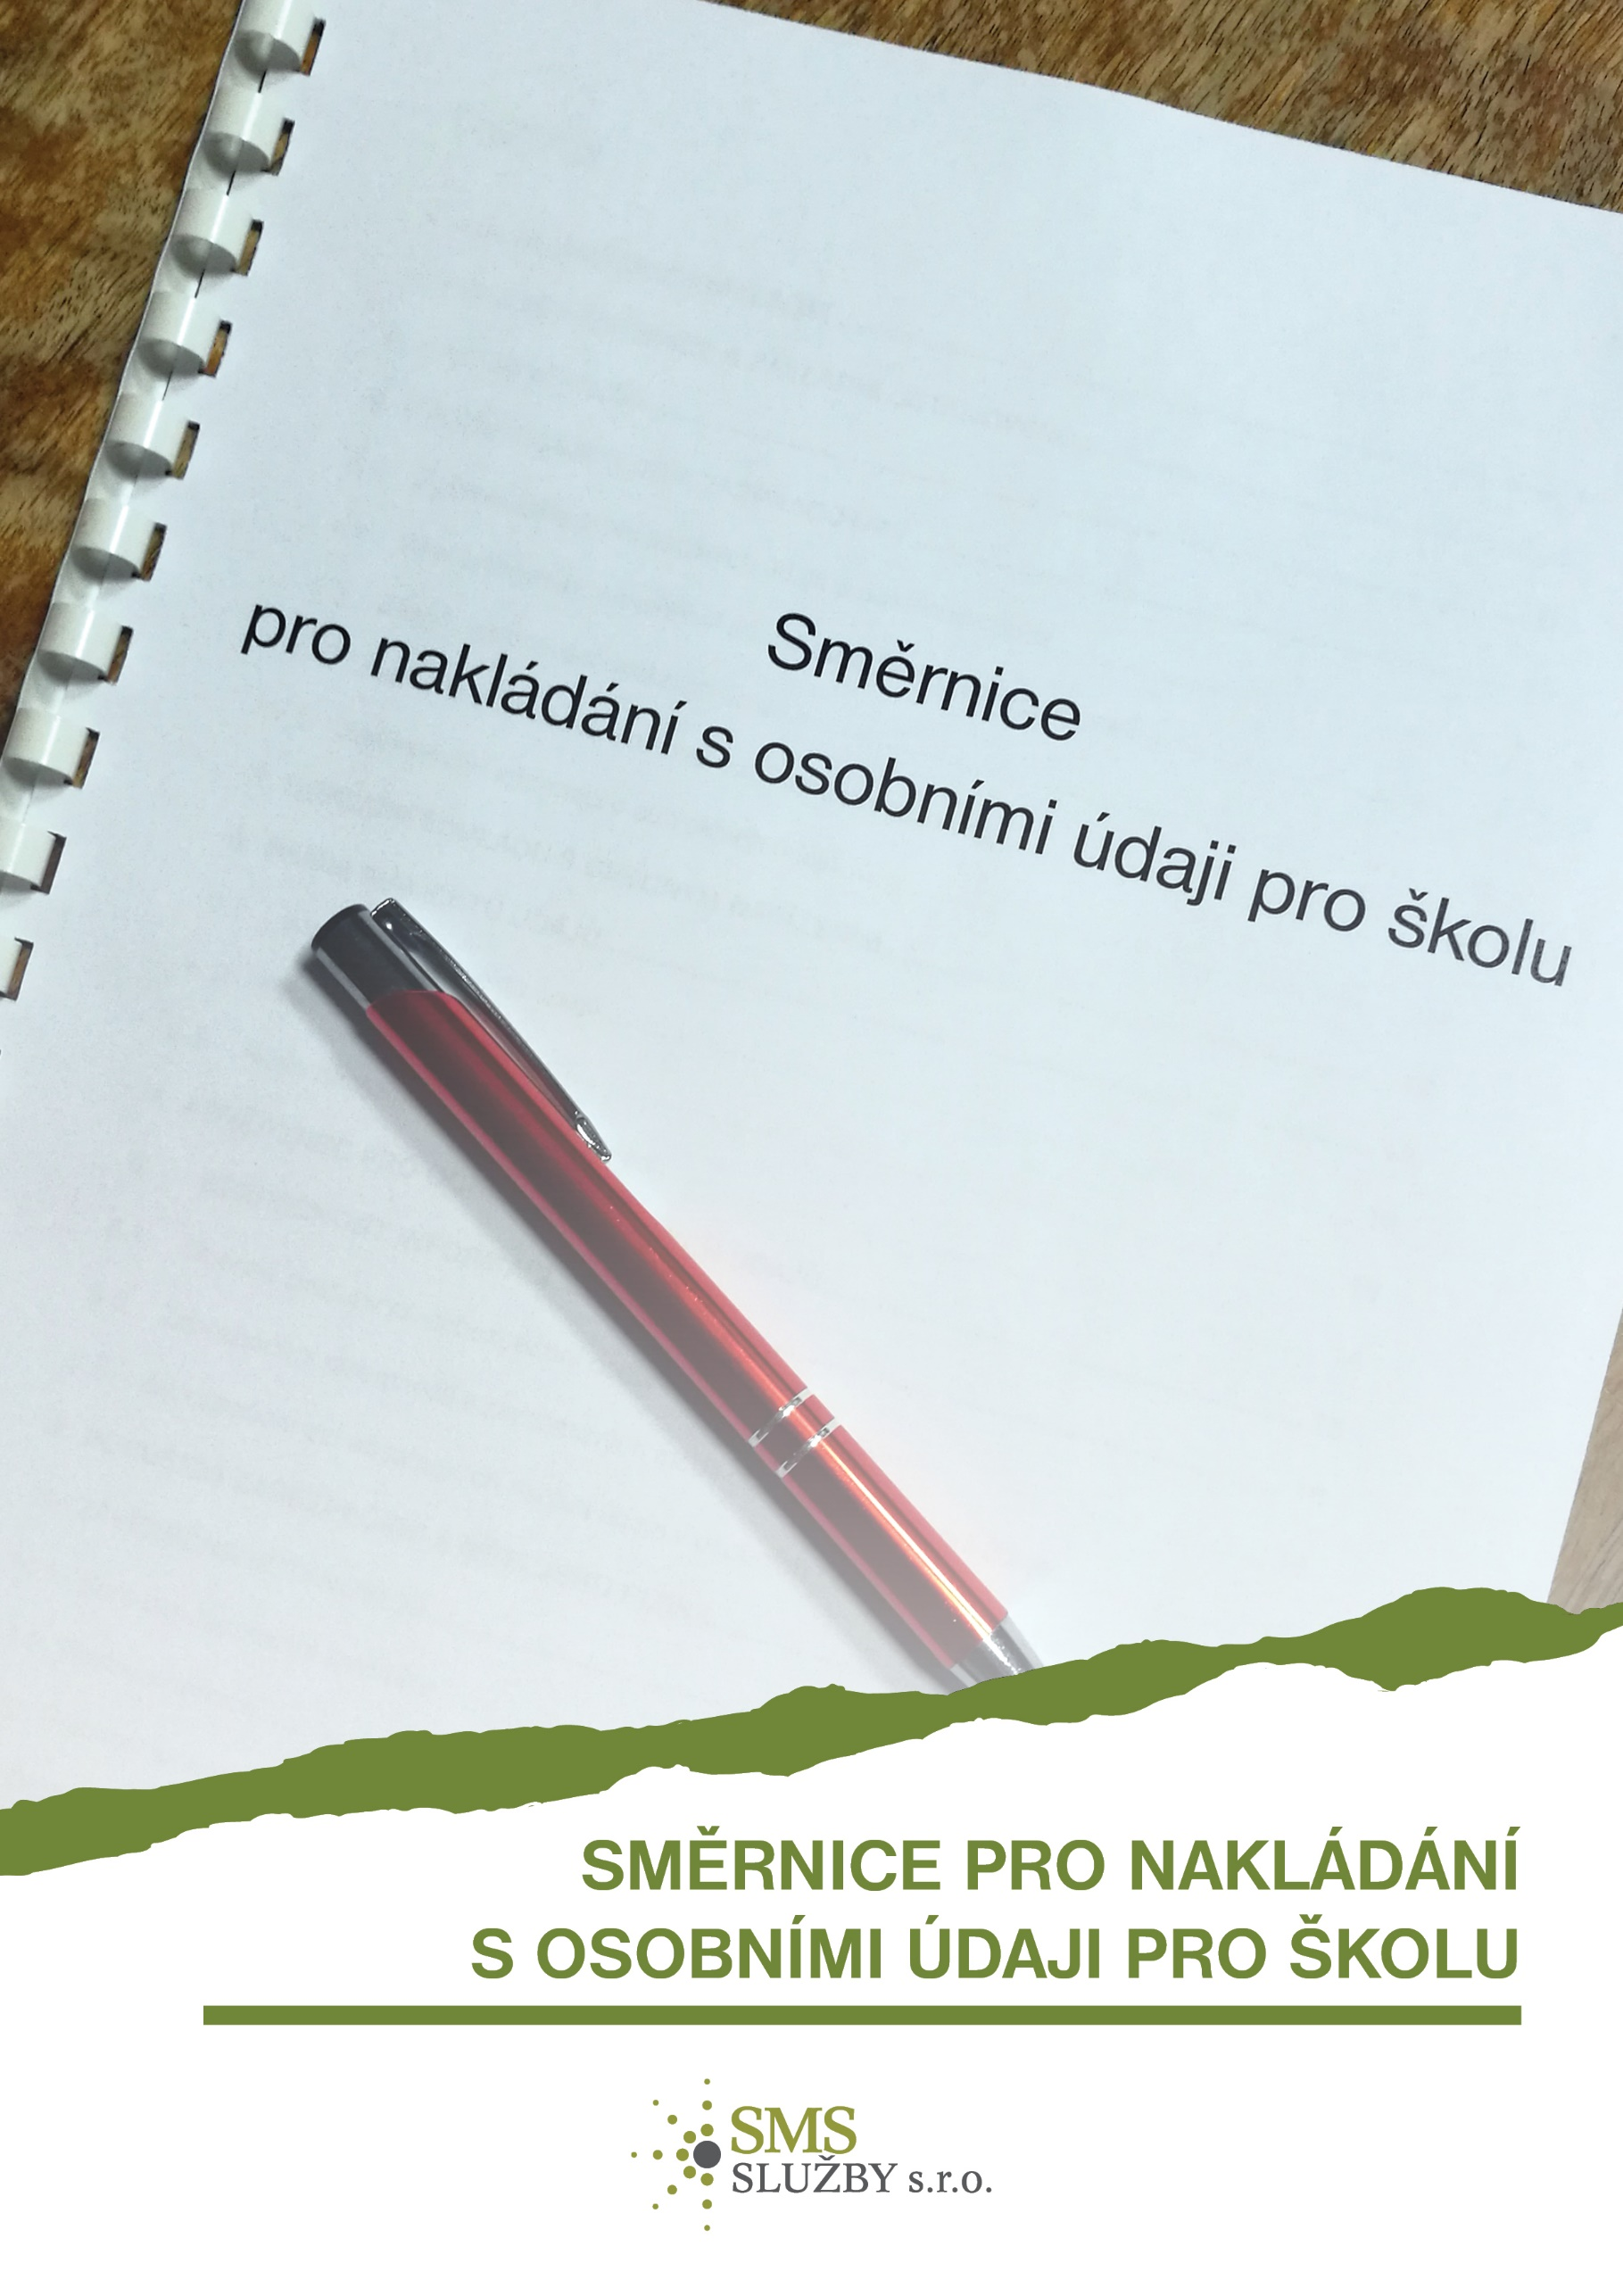 Směrnice
pro nakládání s osobními údaji pro školu
SMĚRNICE PRO NAKLÁDÁNÍ
S OSOBNÍMI ÚDAJI PRO ŠKOLU
SMS
SLUŽBY s.r.o.